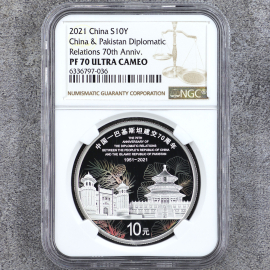 2021 China S10Y
China & Pakistan Diplomatic
Relations 70th Anniv.
PF 70 ULTRA CAMEO
6336797-036
NUMISMATIC GUARANTY CORPORATION
NGC
中国—巴基斯坦建交70周年
THE 70TH
ANNIVERSARY OF
THE DIPLOMATIC RELATIONS
BETWEEN THE PEOPLE'S REPUBLIC OF CHINA
AND THE ISLAMIC REPUBLIC OF PAKISTAN
1951-2021
10元